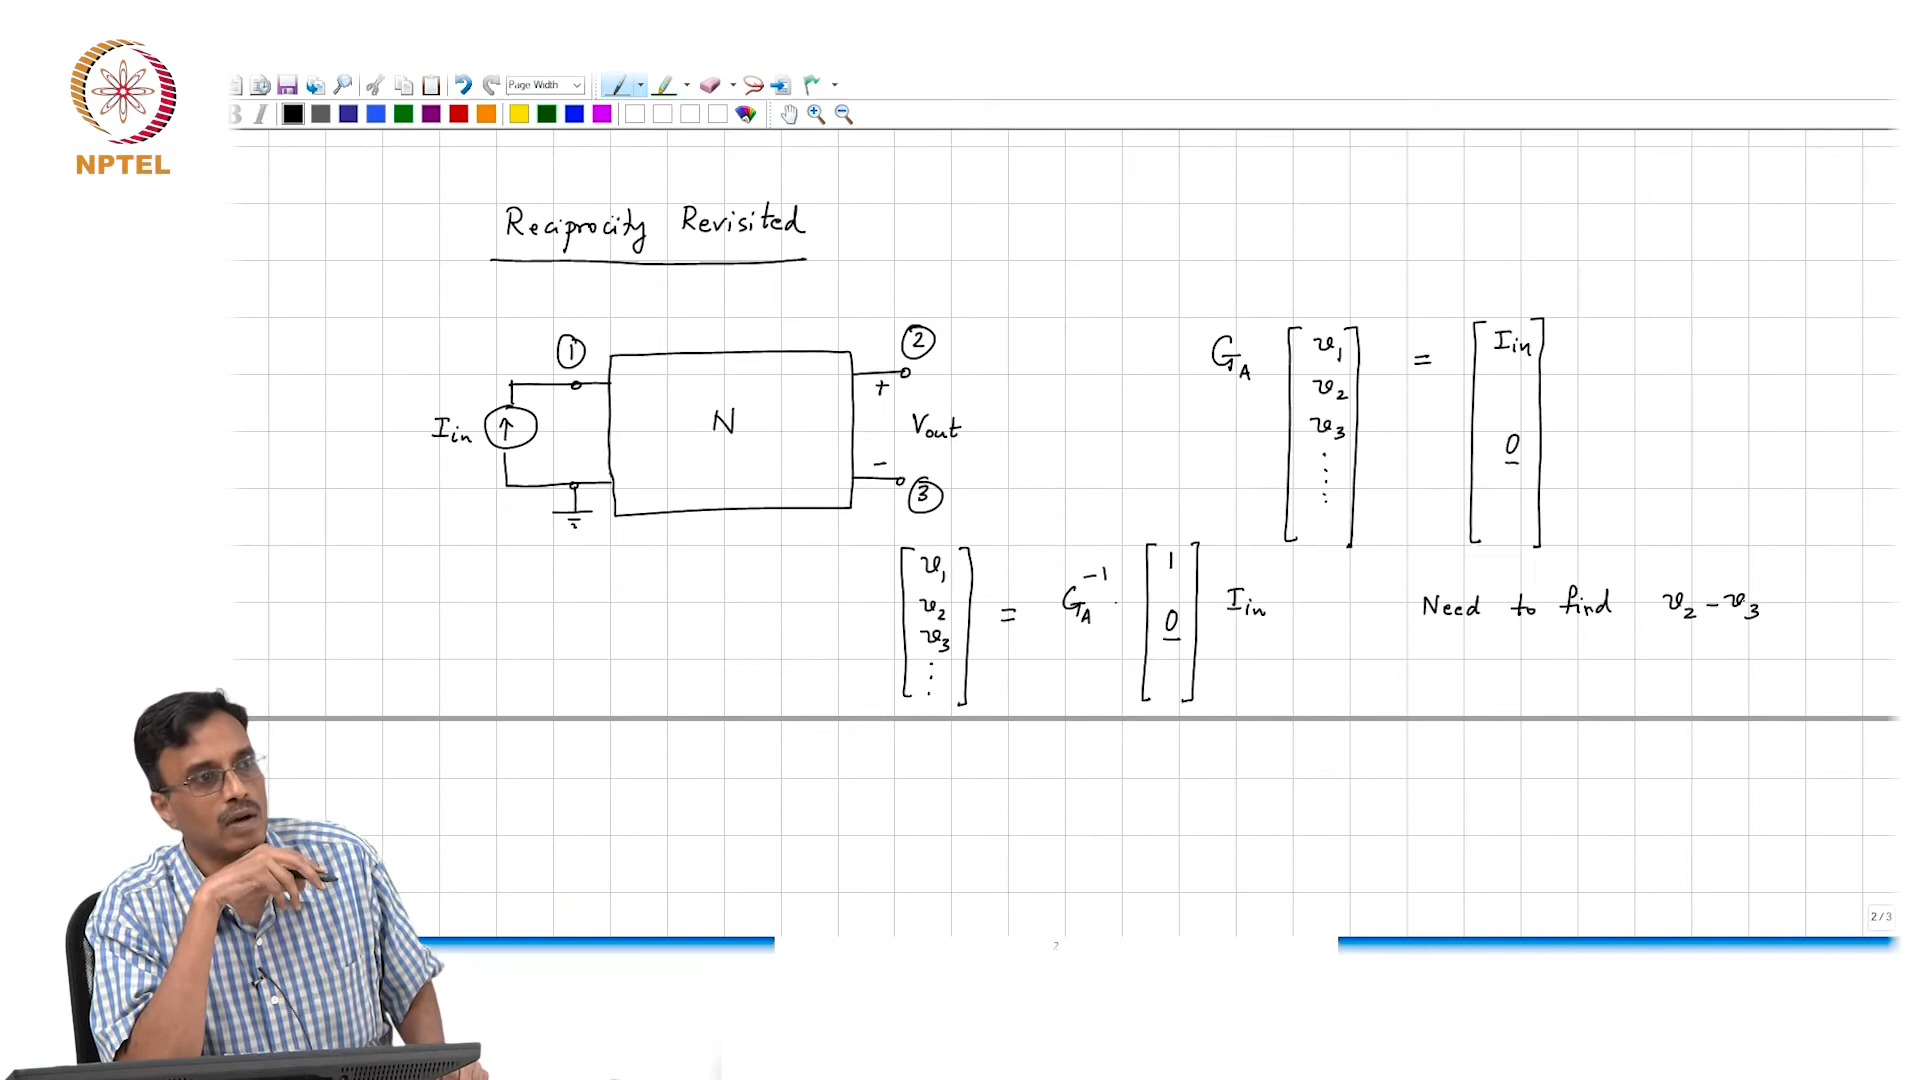 NPTEL
Page Width
B I
Reciprocity Revisited
1
2
I_in
N
+
V_out
-
3
G_A [v_1 v_2 v_3 ⋮] = [I_in 0]
[v_1 v_2 v_3 ⋮] = G_A^-1 [1 0] I_in Need to find v_2 - v_3
2/3
2